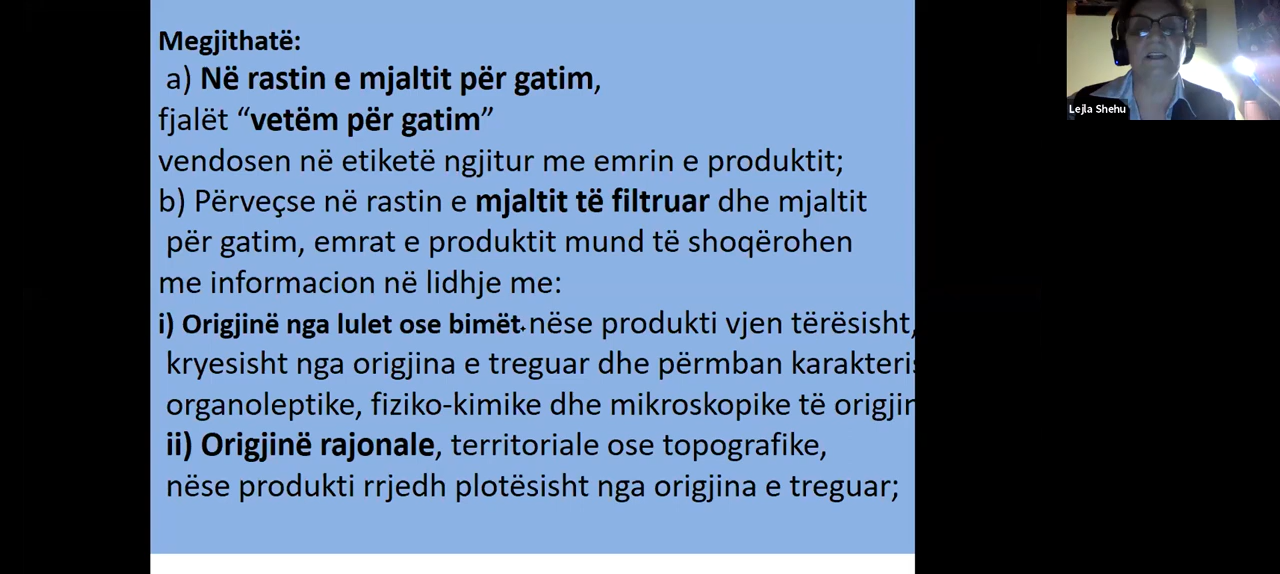 Megjithatë:
a) Në rastin e mjaltit për gatim,
fjalët “vetëm për gatim”
vendosen në etiketë ngjitur me emrin e produktit;
b) Përveçse në rastin e mjaltit të filtruar dhe mjaltit
për gatim, emrat e produktit mund të shoqërohen
me informacion në lidhje me:
i) Origjinë nga lulet ose bimët, nëse produkti vjen tërësisht,
kryesisht nga origjina e treguar dhe përmban
organoleptike, fiziko-kimike dhe mikroskopike të
ii) Origjinë rajonale, territoriale ose topografike,
nëse produkti rrjedh plotësisht nga origjina e treguar;
Lejla Shehu